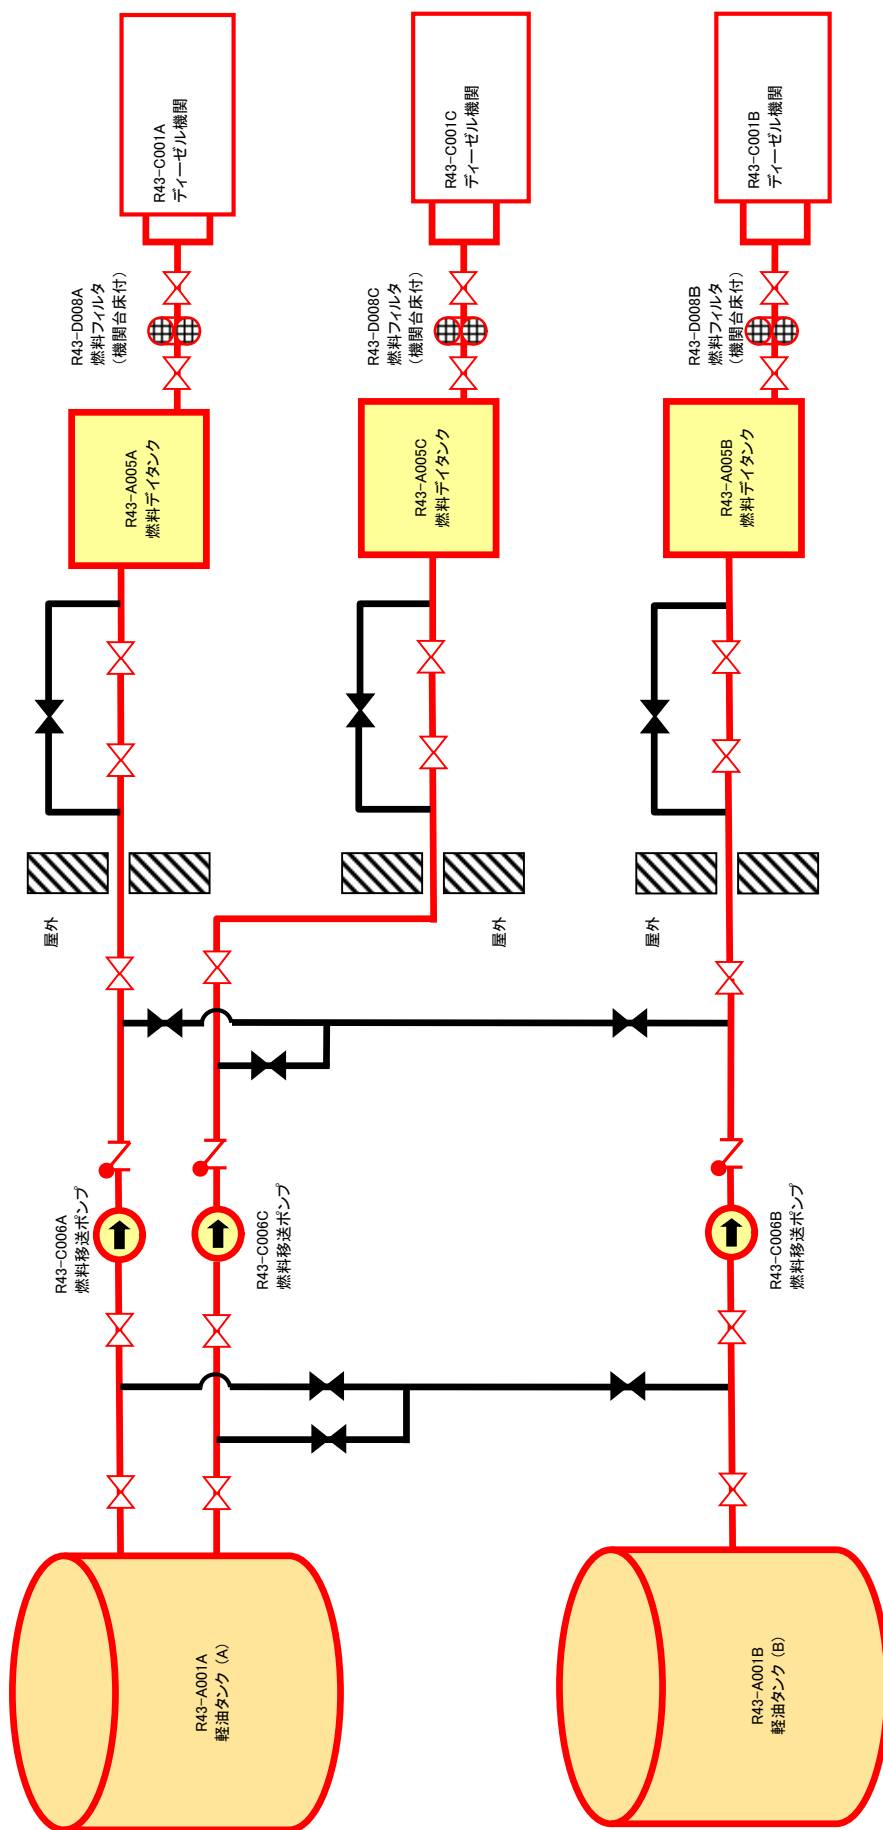 R43-C001A
ディーゼル機関
R43-C001C
ディーゼル機関
R43-C001B
ディーゼル機関
R43-D008A
燃料フィルタ
（機関台床付）
R43-D008C
燃料フィルタ
（機関台床付）
R43-D008B
燃料フィルタ
（機関台床付）
R43-A005A
燃料デイタンク
R43-A005C
燃料デイタンク
R43-A005B
燃料デイタンク
屋外
屋外
屋外
R43-C006A
燃料移送ポンプ
R43-C006C
燃料移送ポンプ
R43-C006B
燃料移送ポンプ
R43-A001A
軽油タンク（A）
R43-A001B
軽油タンク（B）